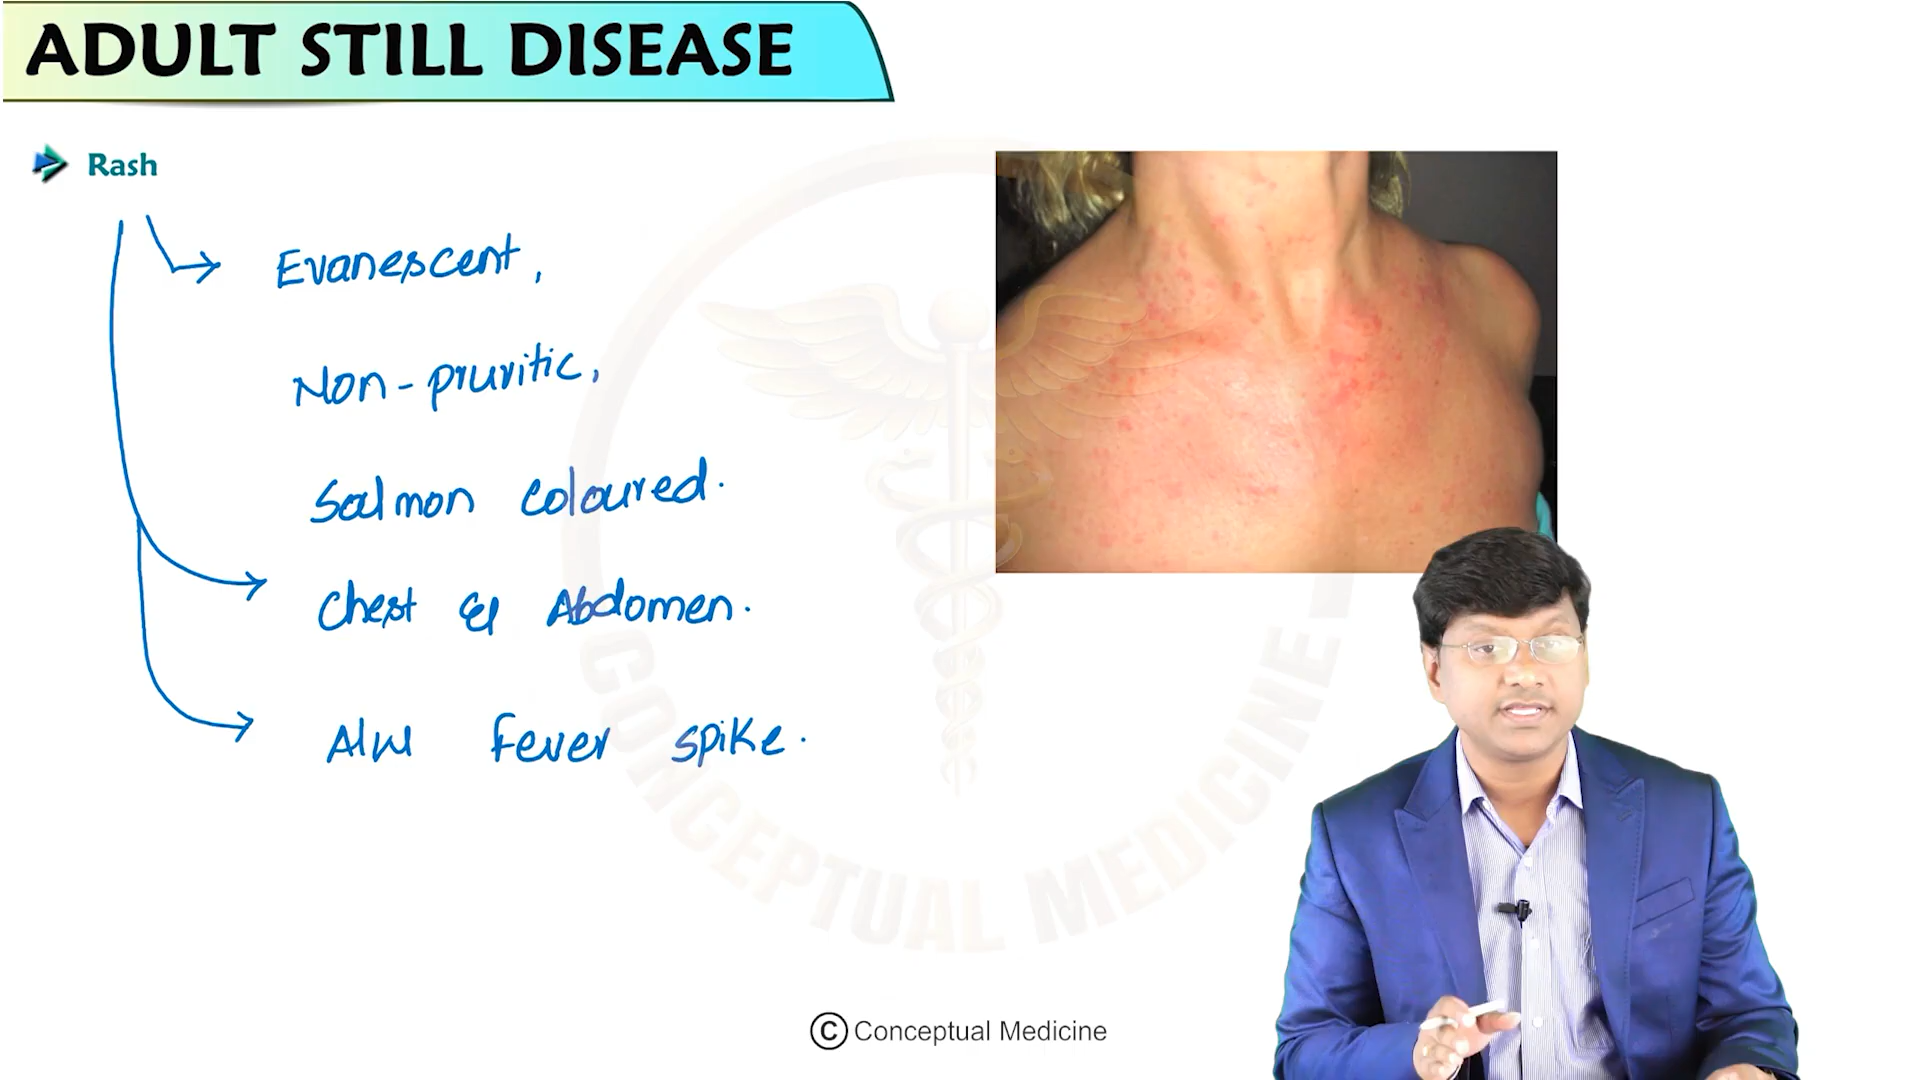 ADULT STILL DISEASE
Rash
Evanescent,
Non-pruritic,
Salmon coloured.
Chest & Abdomen.
A/w fever spike.
CONCEPTUAL MEDICINE
© Conceptual Medicine